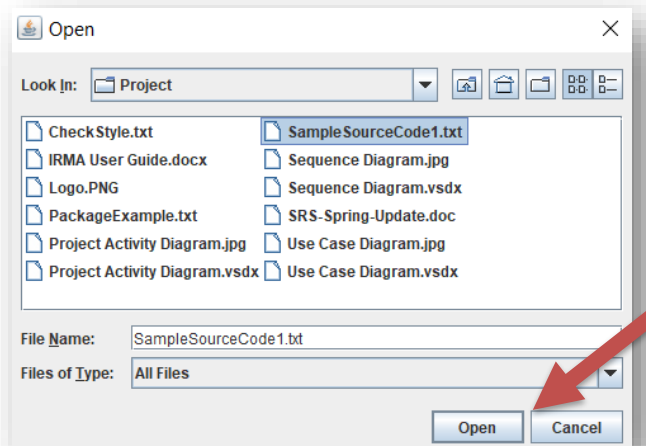 Open
Look In: Project
CheckStyle.txt SampleSourceCode1.txt
IRMA User Guide.docx Sequence Diagram.jpg
Logo.PNG Sequence Diagram.vsdx
PackageExample.txt SRS-Spring-Update.doc
Project Activity Diagram.jpg Use Case Diagram.jpg
Project Activity Diagram.vsdx Use Case Diagram.vsdx
File Name: SampleSourceCode1.txt
Files of Type: All Files
Open Cancel